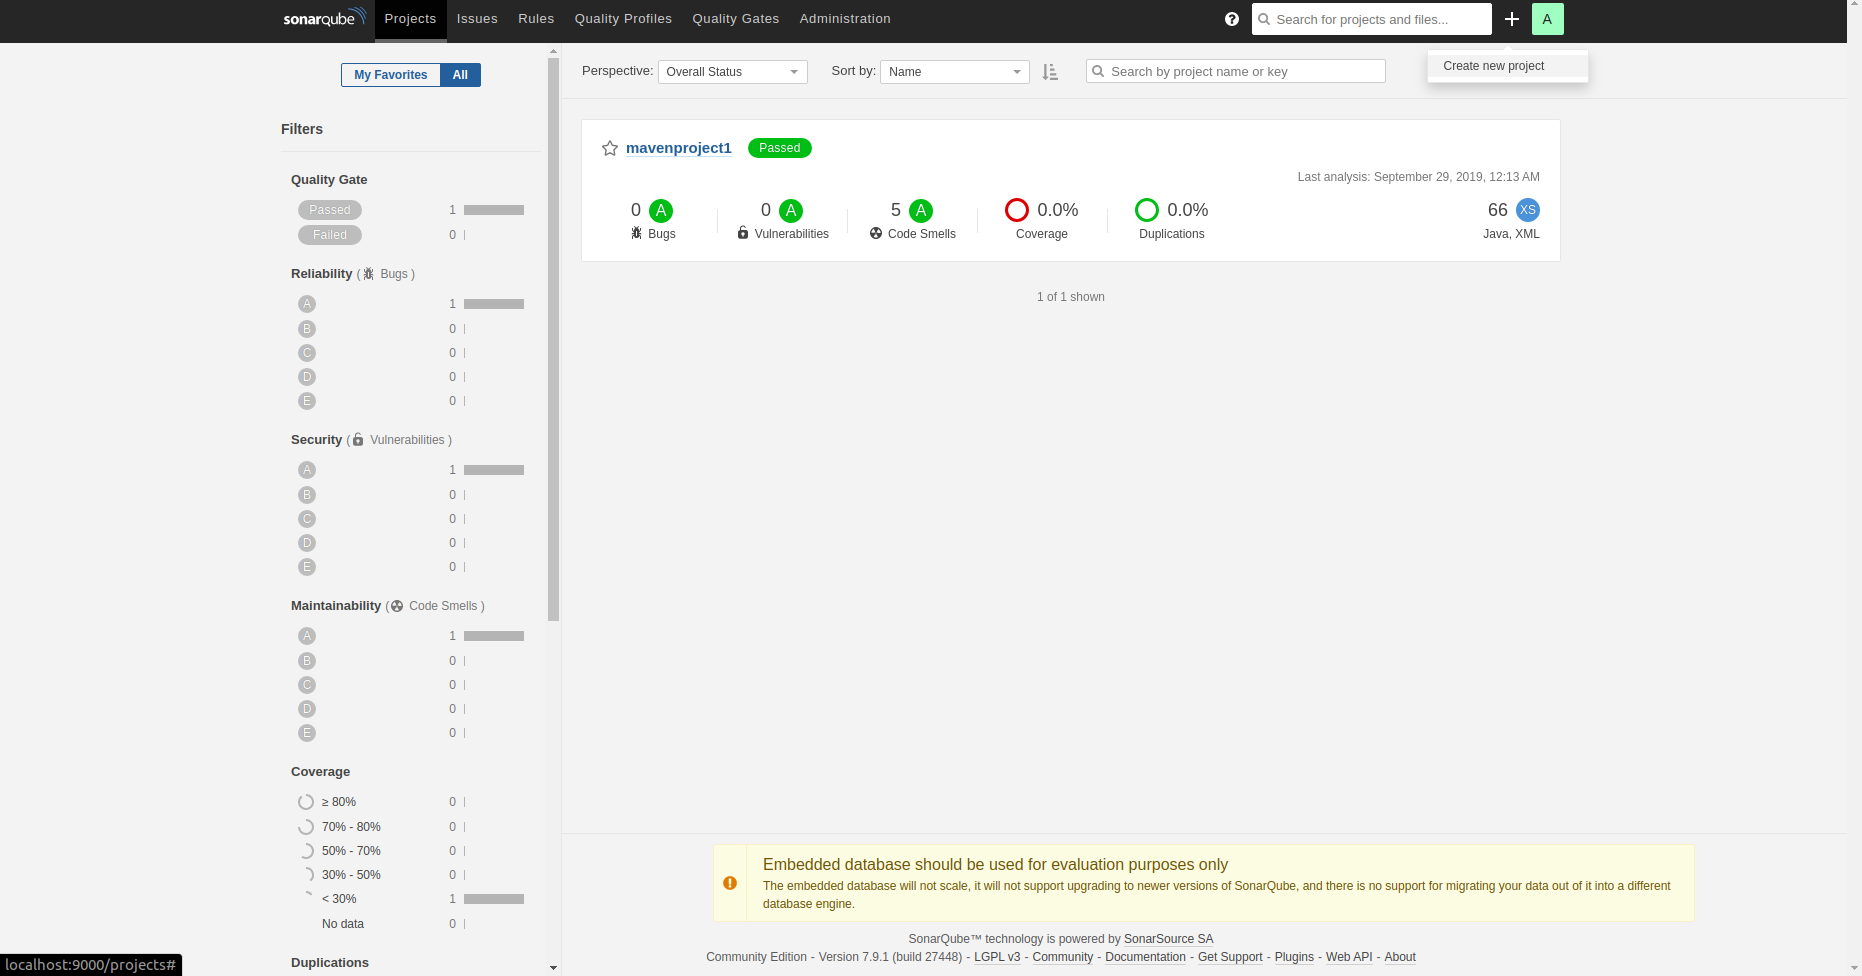 sonarqube Projects Issues Rules Quality Profiles Quality Gates Administration ? Search for projects and files... + A
Create new project
My Favorites All
Filters
Quality Gate
Passed 1
Failed 0
Reliability ( Bugs )
A 1
B 0
C 0
D 0
E 0
Security ( Vulnerabilities )
A 1
B 0
C 0
D 0
E 0
Maintainability ( Code Smells )
A 1
B 0
C 0
D 0
E 0
Coverage
≥ 80% 0
70% - 80% 0
50% - 70% 0
30% - 50% 0
< 30% 1
No data 0
Duplications
Perspective: Overall Status Sort by: Name Search by project name or key
mavenproject1 Passed
Last analysis: September 29, 2019, 12:13 AM
0 A 0 A 5 A 0.0% 0.0% 66 XS
Bugs Vulnerabilities Code Smells Coverage Duplications Java, XML
1 of 1 shown
Embedded database should be used for evaluation purposes only
The embedded database will not scale, it will not support upgrading to newer versions of SonarQube, and there is no support for migrating your data out of it into a different
database engine.
SonarQube™ technology is powered by SonarSource SA
Community Edition - Version 7.9.1 (build 27448) - LGPL v3 - Community - Documentation - Get Support - Plugins - Web API - About
localhost:9000/projects#